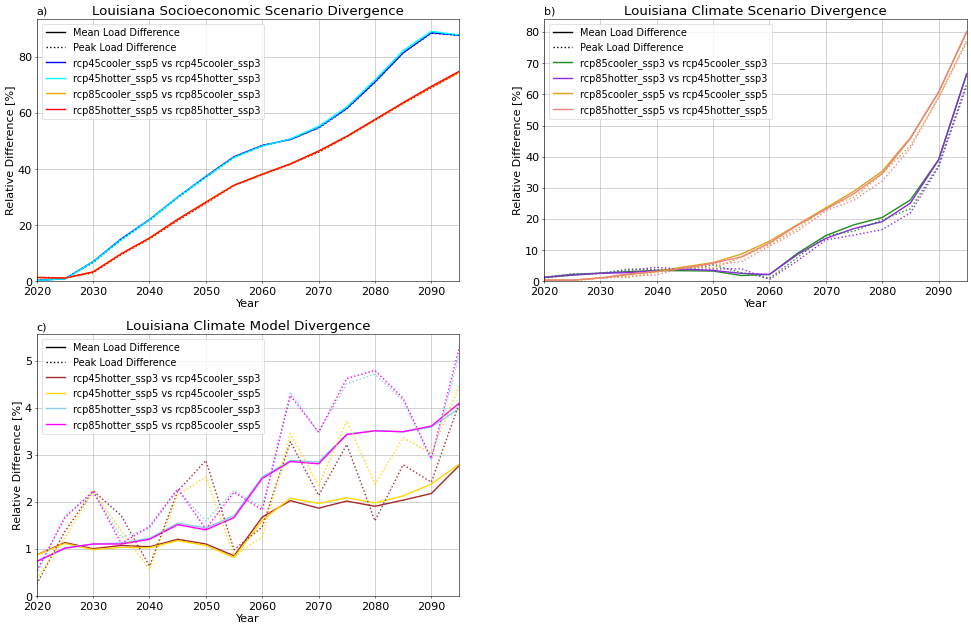 a)
Louisiana Socioeconomic Scenario Divergence
Mean Load Difference
Peak Load Difference
rcp45cooler_ssp5 vs rcp45cooler_ssp3
rcp45hotter_ssp5 vs rcp45hotter_ssp3
rcp85cooler_ssp5 vs rcp85cooler_ssp3
rcp85hotter_ssp5 vs rcp85hotter_ssp3
Relative Difference [%]
80
60
40
20
0
2020 2030 2040 2050 2060 2070 2080 2090
Year
b)
Louisiana Climate Scenario Divergence
Mean Load Difference
Peak Load Difference
rcp85cooler_ssp3 vs rcp45cooler_ssp3
rcp85hotter_ssp3 vs rcp45hotter_ssp3
rcp85cooler_ssp5 vs rcp45cooler_ssp5
rcp85hotter_ssp5 vs rcp45hotter_ssp5
Relative Difference [%]
80
70
60
50
40
30
20
10
0
2020 2030 2040 2050 2060 2070 2080 2090
Year
c)
Louisiana Climate Model Divergence
Mean Load Difference
Peak Load Difference
rcp45hotter_ssp3 vs rcp45cooler_ssp3
rcp45hotter_ssp5 vs rcp45cooler_ssp5
rcp85hotter_ssp3 vs rcp85cooler_ssp3
rcp85hotter_ssp5 vs rcp85cooler_ssp5
Relative Difference [%]
5
4
3
2
1
0
2020 2030 2040 2050 2060 2070 2080 2090
Year